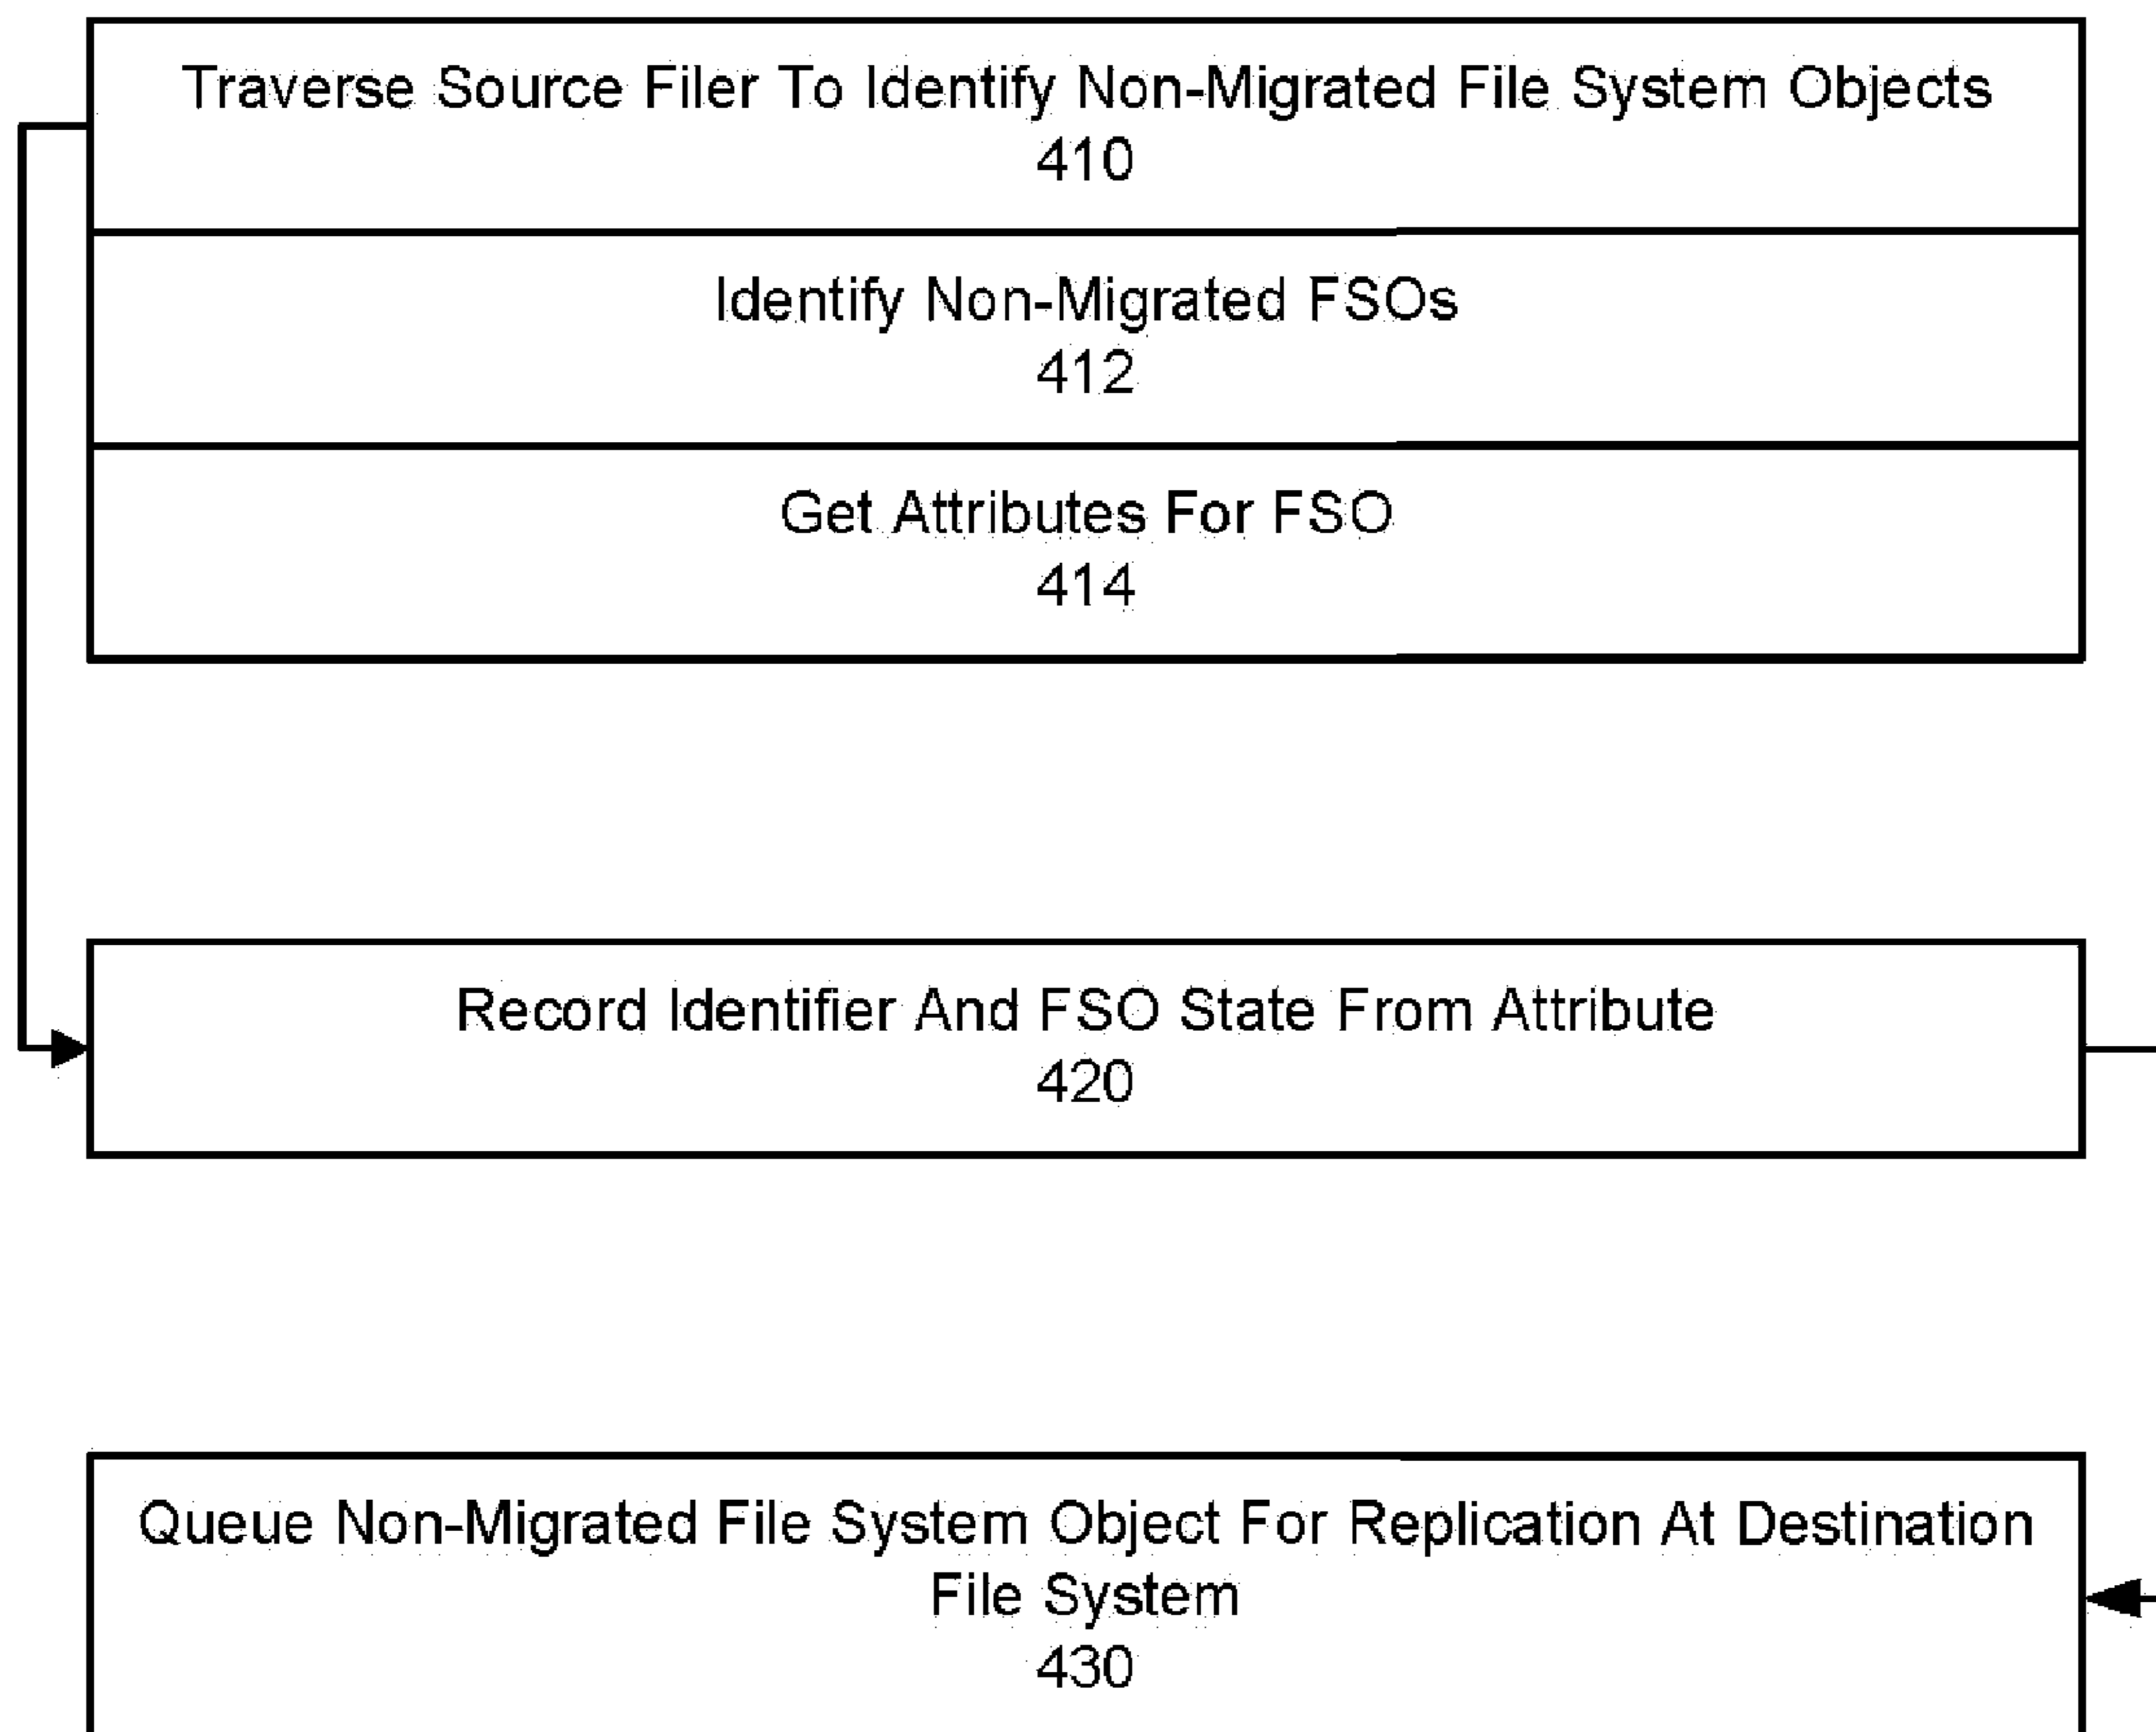 Traverse Source Filer To Identify Non-Migrated File System Objects
410
Identify Non-Migrated FSOs
412
Get Attributes For FSO
414
Record Identifier And FSO State From Attribute
420
Queue Non-Migrated File System Object For Replication At Destination
File System
430